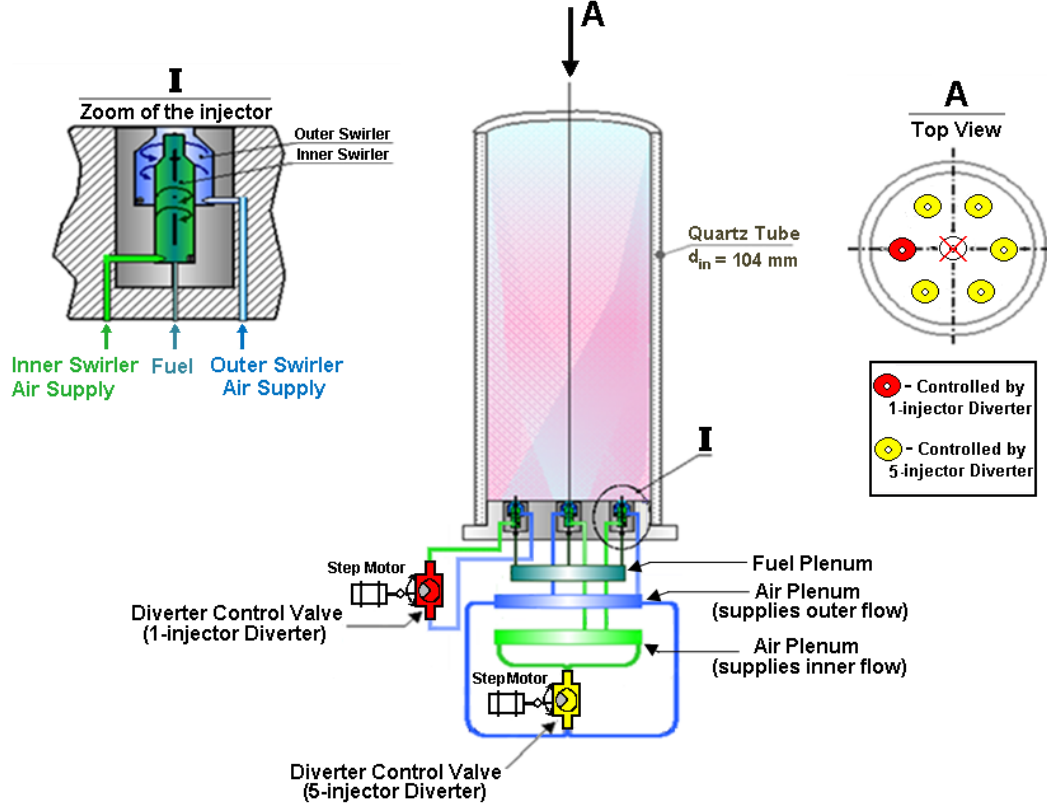 A
I
Zoom of the injector
Outer Swirler
Inner Swirler
Inner Swirler
Air Supply
Fuel
Outer Swirler
Air Supply
Quartz Tube
din = 104 mm
A
Top View
- Controlled by
1-injector Diverter
- Controlled by
5-injector Diverter
I
Step Motor
Diverter Control Valve
(1-injector Diverter)
Fuel Plenum
Air Plenum
(supplies outer flow)
Air Plenum
(supplies inner flow)
Step Motor
Diverter Control Valve
(5-injector Diverter)